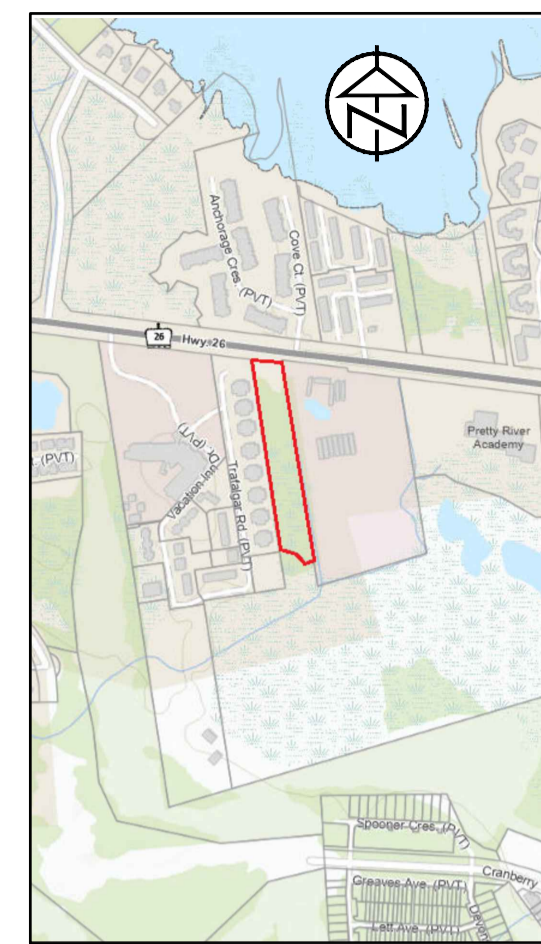 N
Anchorage Cres. (PVT)
Cove Ct. (PVT)
26
Hwy. 26
Pretty River
Academy
t. (PVT)
Vacation Inn
Dr. (PVT)
Trafalgar Rd. (PVT)
Spooner Cres. (PVT)
Cranberry
Greaves Ave. (PVT)
Devon
Lett Ave. (PVT)